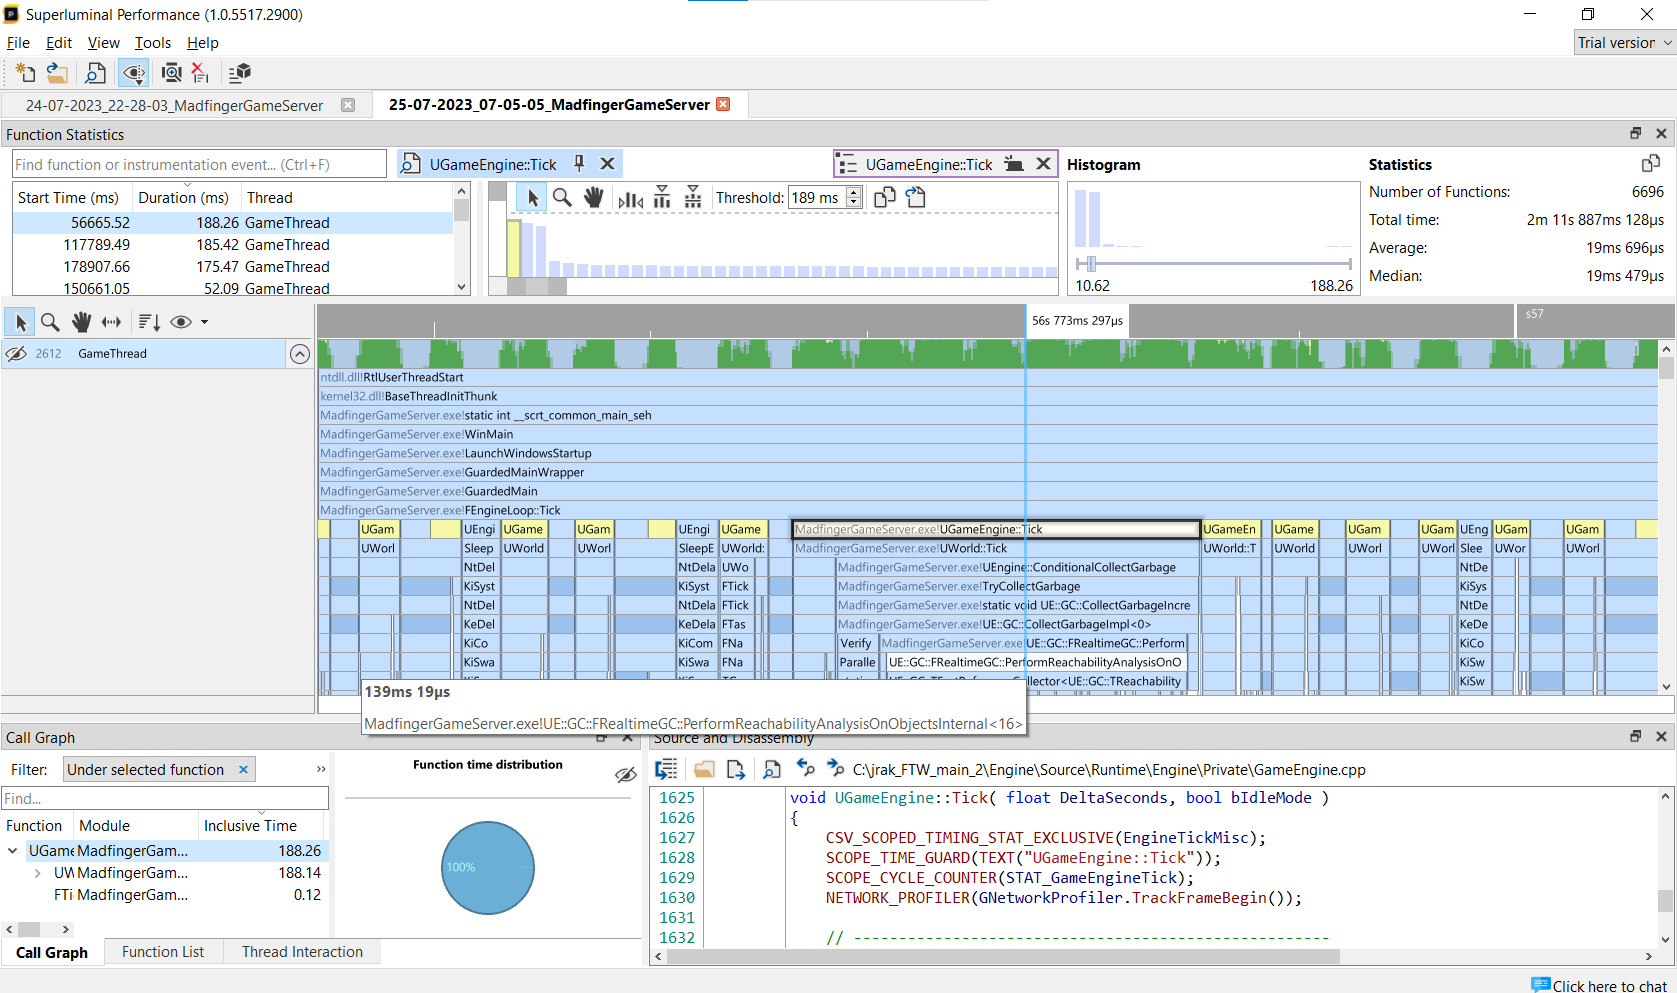 Superluminal Performance (1.0.5517.2900)
File Edit View Tools Help
Trial version
24-07-2023_22-28-03_MadfingerGameServer
25-07-2023_07-05-05_MadfingerGameServer
Function Statistics
Find function or instrumentation event... (Ctrl+F)
UGameEngine::Tick
UGameEngine::Tick
Histogram
Statistics
Start Time (ms) Duration (ms) Thread
56665.52 188.26 GameThread
117789.49 185.42 GameThread
178907.66 175.47 GameThread
150661.05 52.09 GameThread
Threshold: 189 ms
10.62 188.26
Number of Functions: 6696
Total time: 2m 11s 887ms 128µs
Average: 19ms 696µs
Median: 19ms 479µs
56s 773ms 297µs
s57
2612 GameThread
ntdll.dll!RtlUserThreadStart
kernel32.dll!BaseThreadInitThunk
MadfingerGameServer.exe!static int __scrt_common_main_seh
MadfingerGameServer.exe!WinMain
MadfingerGameServer.exe!LaunchWindowsStartup
MadfingerGameServer.exe!GuardedMainWrapper
MadfingerGameServer.exe!GuardedMain
MadfingerGameServer.exe!FEngineLoop::Tick
UGam UEngi UGame UGam UEngi UGame MadfingerGameServer.exe!UGameEngine::Tick UGameEn UGame UGam UGam UEng UGam UGam
UWorl Sleep UWorld UWorl SleepE UWorld: MadfingerGameServer.exe!UWorld::Tick UWorld::T UWorld UWorl UWorl Slee UWor UWorl
NtDel NtDela UWo MadfingerGameServer.exe!UEngine::ConditionalCollectGarbage NtDe
KiSyst KiSyst FTick MadfingerGameServer.exe!TryCollectGarbage KiSys
NtDel NtDela FTick MadfingerGameServer.exe!static void UE::GC::CollectGarbageIncre NtDe
KeDel KeDela FTas MadfingerGameServer.exe!UE::GC::CollectGarbageImpl<0> KeDe
KiCo KiCom FNa Verify MadfingerGameServer.exe!UE::GC::FRealtimeGC::Perform KiCo
KiSwa KiSwa FNa Paralle UE::GC::FRealtimeGC::PerformReachabilityAnalysisOnO KiSw
KiSw
139ms 19µs
MadfingerGameServer.exe!UE::GC::FRealtimeGC::PerformReachabilityAnalysisOnObjectsInternal<16>
Call Graph
Source and Disassembly
Filter: Under selected function
Find...
Function Module Inclusive Time
UGame MadfingerGam... 188.26
UW MadfingerGam... 188.14
FTi MadfingerGam... 0.12
Function time distribution
100%
Call Graph Function List Thread Interaction
C:\jrak_FTW_main_2\Engine\Source\Runtime\Engine\Private\GameEngine.cpp
1625 void UGameEngine::Tick( float DeltaSeconds, bool bIdleMode )
1626 {
1627 CSV_SCOPED_TIMING_STAT_EXCLUSIVE(EngineTickMisc);
1628 SCOPE_TIME_GUARD(TEXT("UGameEngine::Tick"));
1629 SCOPE_CYCLE_COUNTER(STAT_GameEngineTick);
1630 NETWORK_PROFILER(GNetworkProfiler.TrackFrameBegin());
1631
1632 // -----------------------------------------------------
Click here to chat